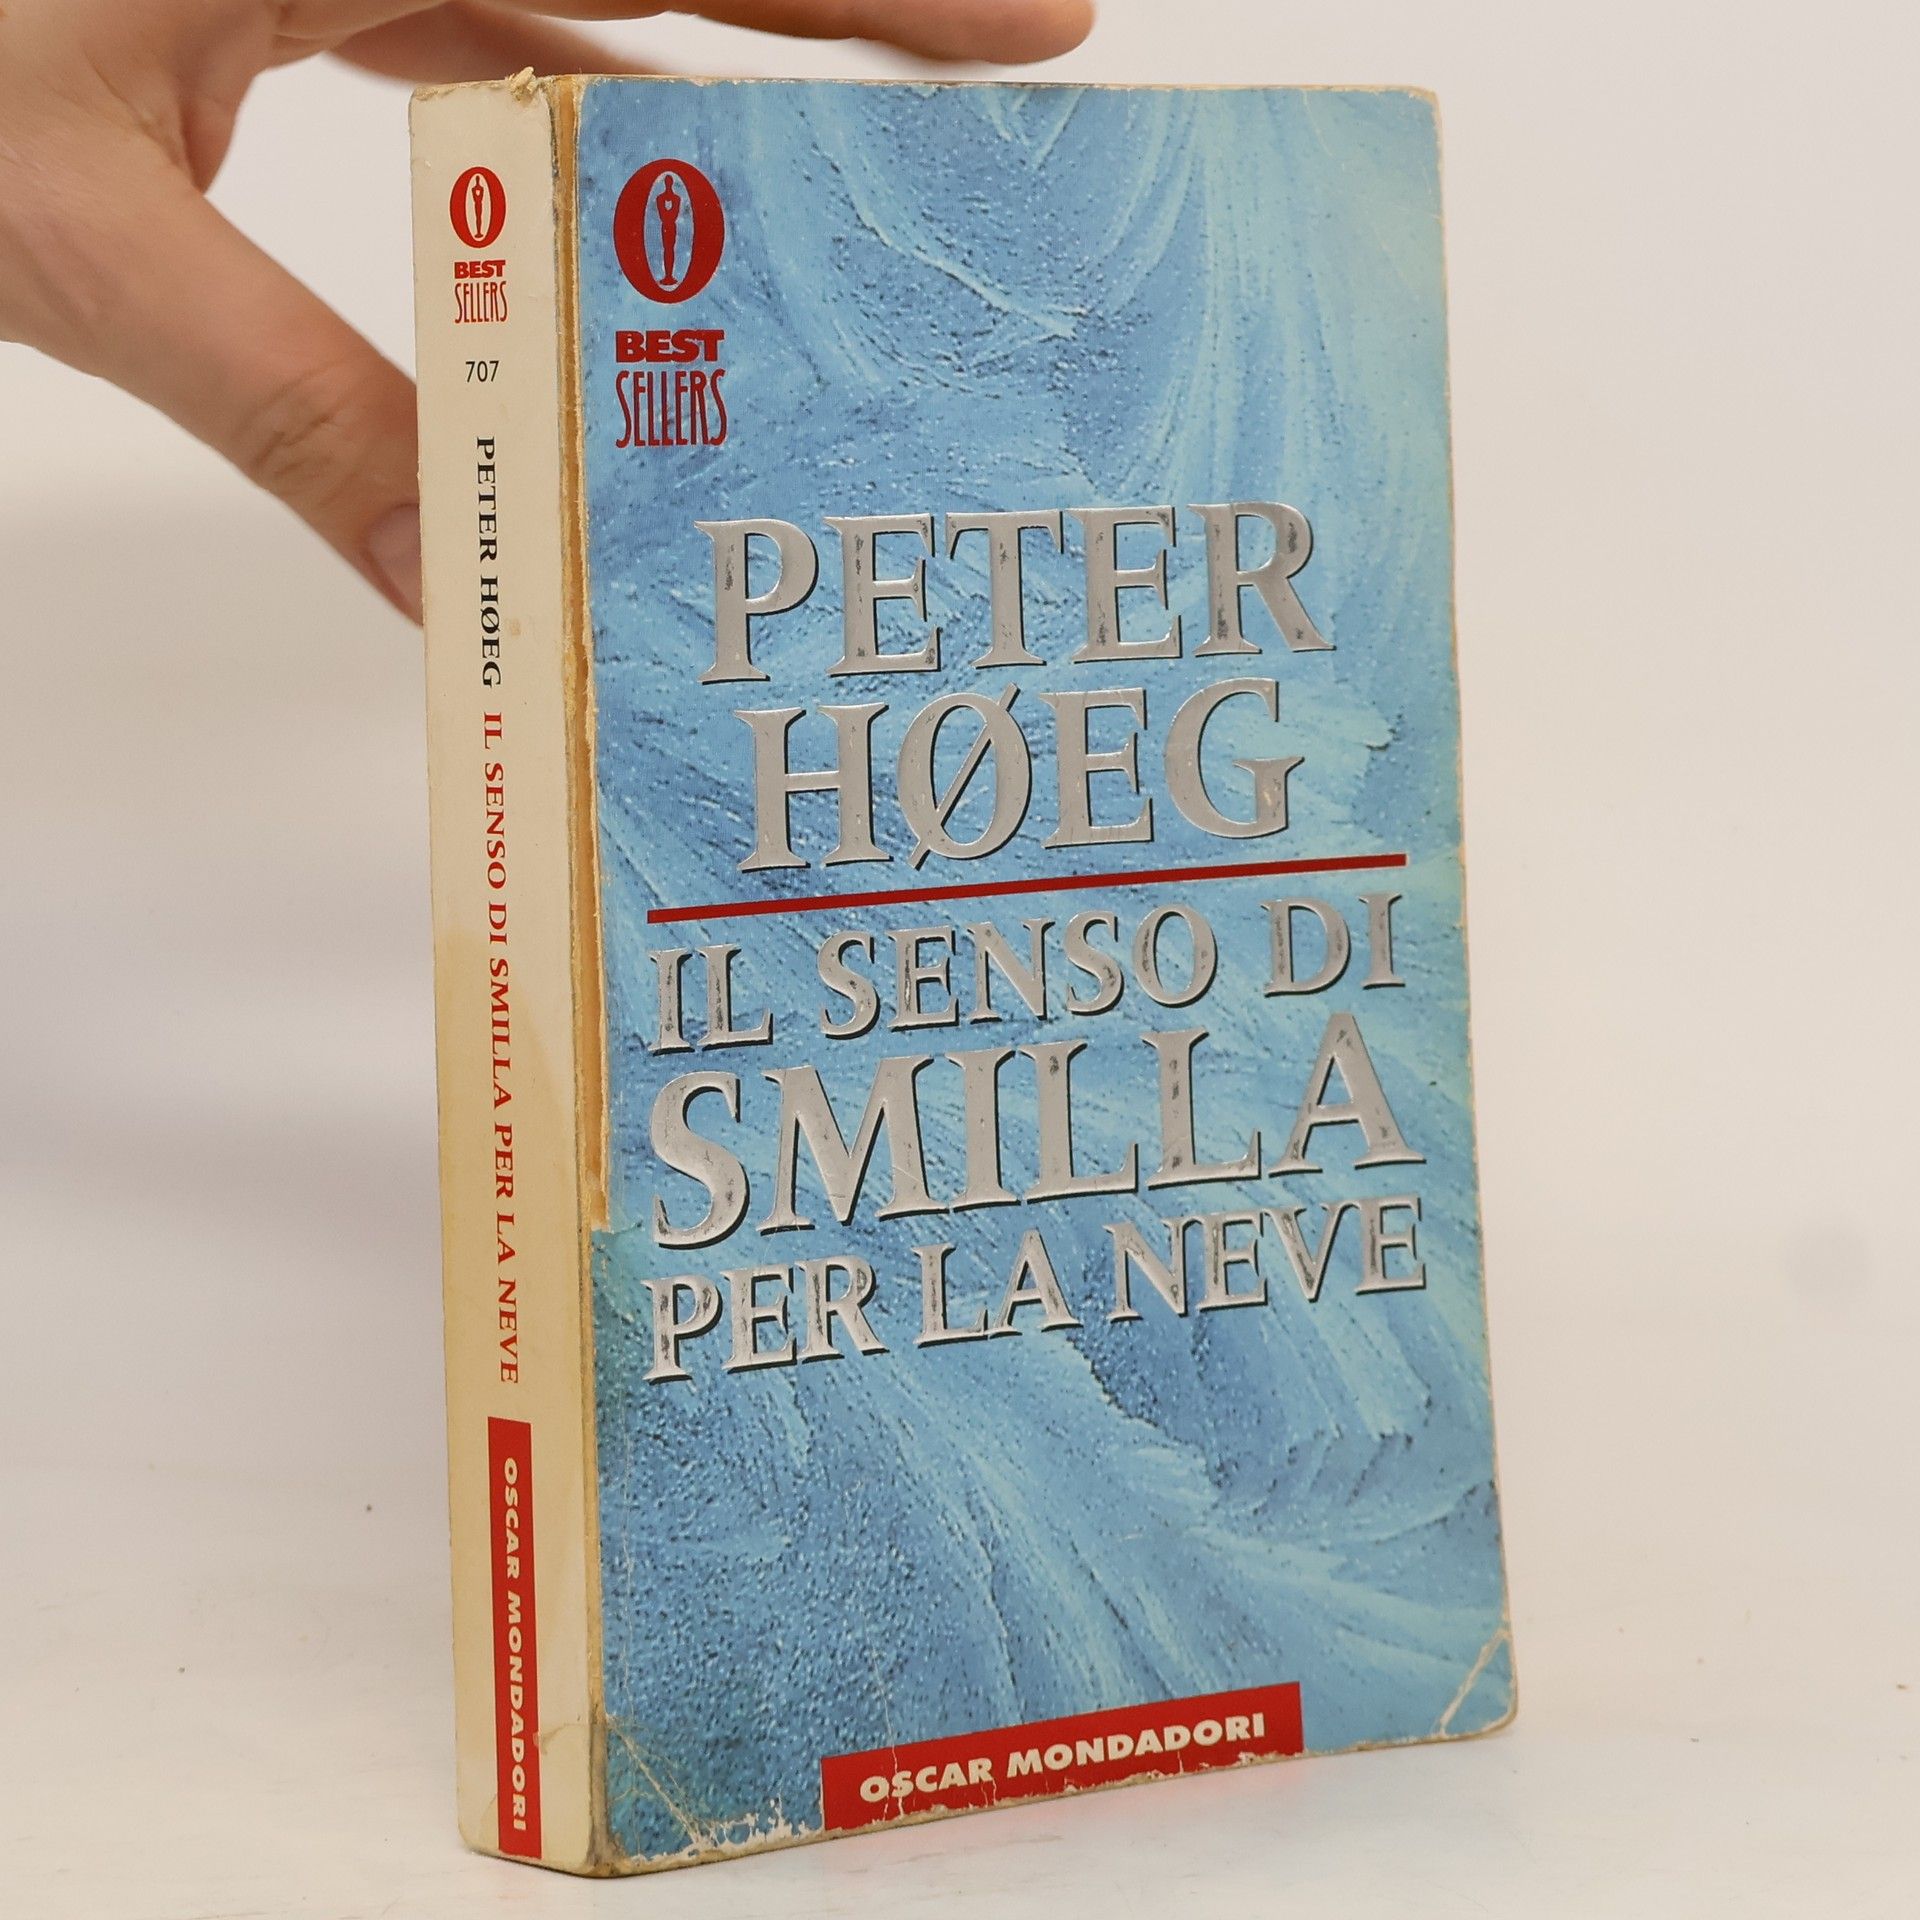 BEST
SELLERS
707
PETER HØEG IL SENSO DI SMILLA PER LA NEVE
OSCAR MONDADORI
BEST
SELLERS
PETER
HØEG
IL SENSO DI
SMILLA
PER LA NEVE
OSCAR MONDADORI